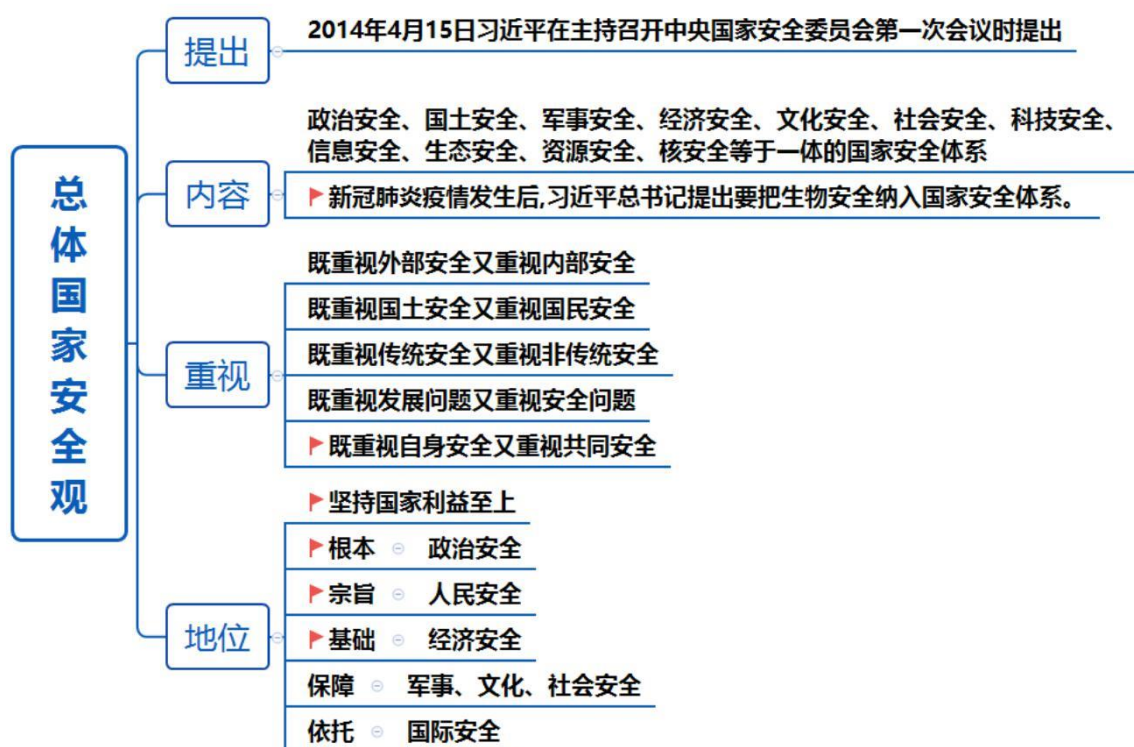 总体国家安全观
提出
2014年4月15日习近平在主持召开中央国家安全委员会第一次会议时提出
内容
政治安全、国土安全、军事安全、经济安全、文化安全、社会安全、科技安全、
信息安全、生态安全、资源安全、核安全等于一体的国家安全体系
新冠肺炎疫情发生后,习近平总书记提出要把生物安全纳入国家安全体系。
重视
既重视外部安全又重视内部安全
既重视国土安全又重视国民安全
既重视传统安全又重视非传统安全
既重视发展问题又重视安全问题
既重视自身安全又重视共同安全
地位
坚持国家利益至上
根本 政治安全
宗旨 人民安全
基础 经济安全
保障 军事、文化、社会安全
依托 国际安全